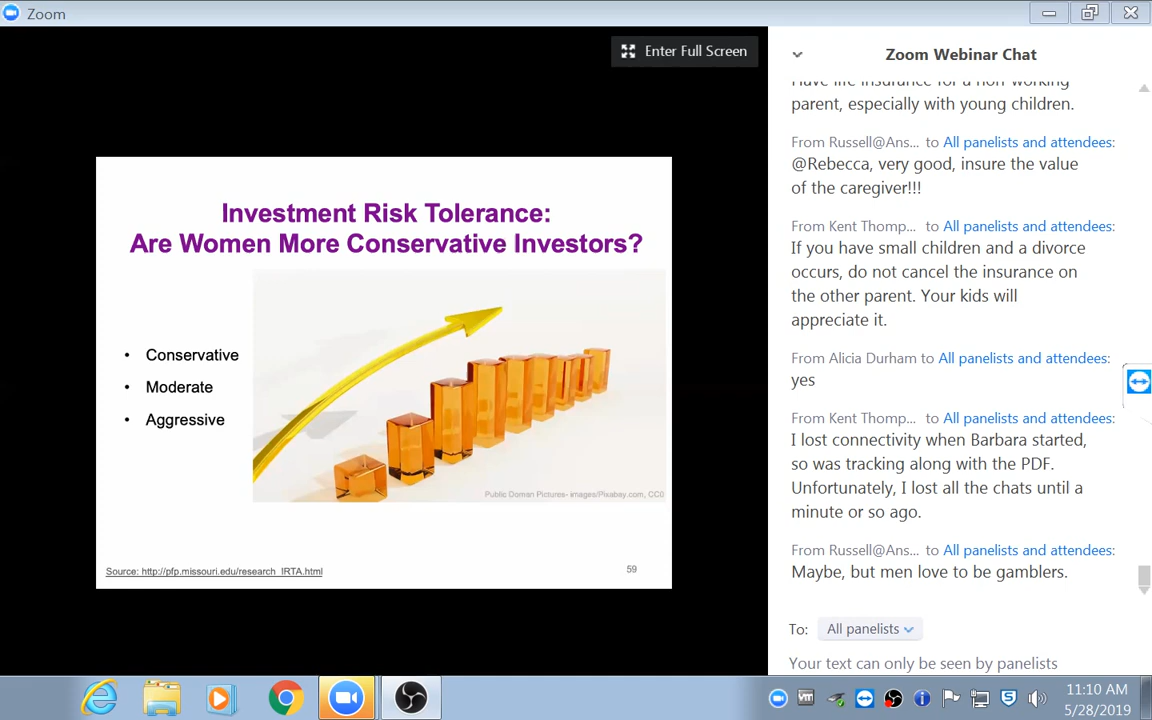 Zoom
Enter Full Screen
Investment Risk Tolerance:
Are Women More Conservative Investors?
• Conservative
• Moderate
• Aggressive
Public Doman Pictures- images/Pixabay.com, CC0
Source: http://pfp.missouri.edu/research_IRTA.html
59
Zoom Webinar Chat
Have life insurance for a non-working
parent, especially with young children.
From Russell@Ans... to All panelists and attendees:
@Rebecca, very good, insure the value
of the caregiver!!!
From Kent Thomp... to All panelists and attendees:
If you have small children and a divorce
occurs, do not cancel the insurance on
the other parent. Your kids will
appreciate it.
From Alicia Durham to All panelists and attendees:
yes
From Kent Thomp... to All panelists and attendees:
I lost connectivity when Barbara started,
so was tracking along with the PDF.
Unfortunately, I lost all the chats until a
minute or so ago.
From Russell@Ans... to All panelists and attendees:
Maybe, but men love to be gamblers.
To: All panelists
Your text can only be seen by panelists
11:10 AM
5/28/2019